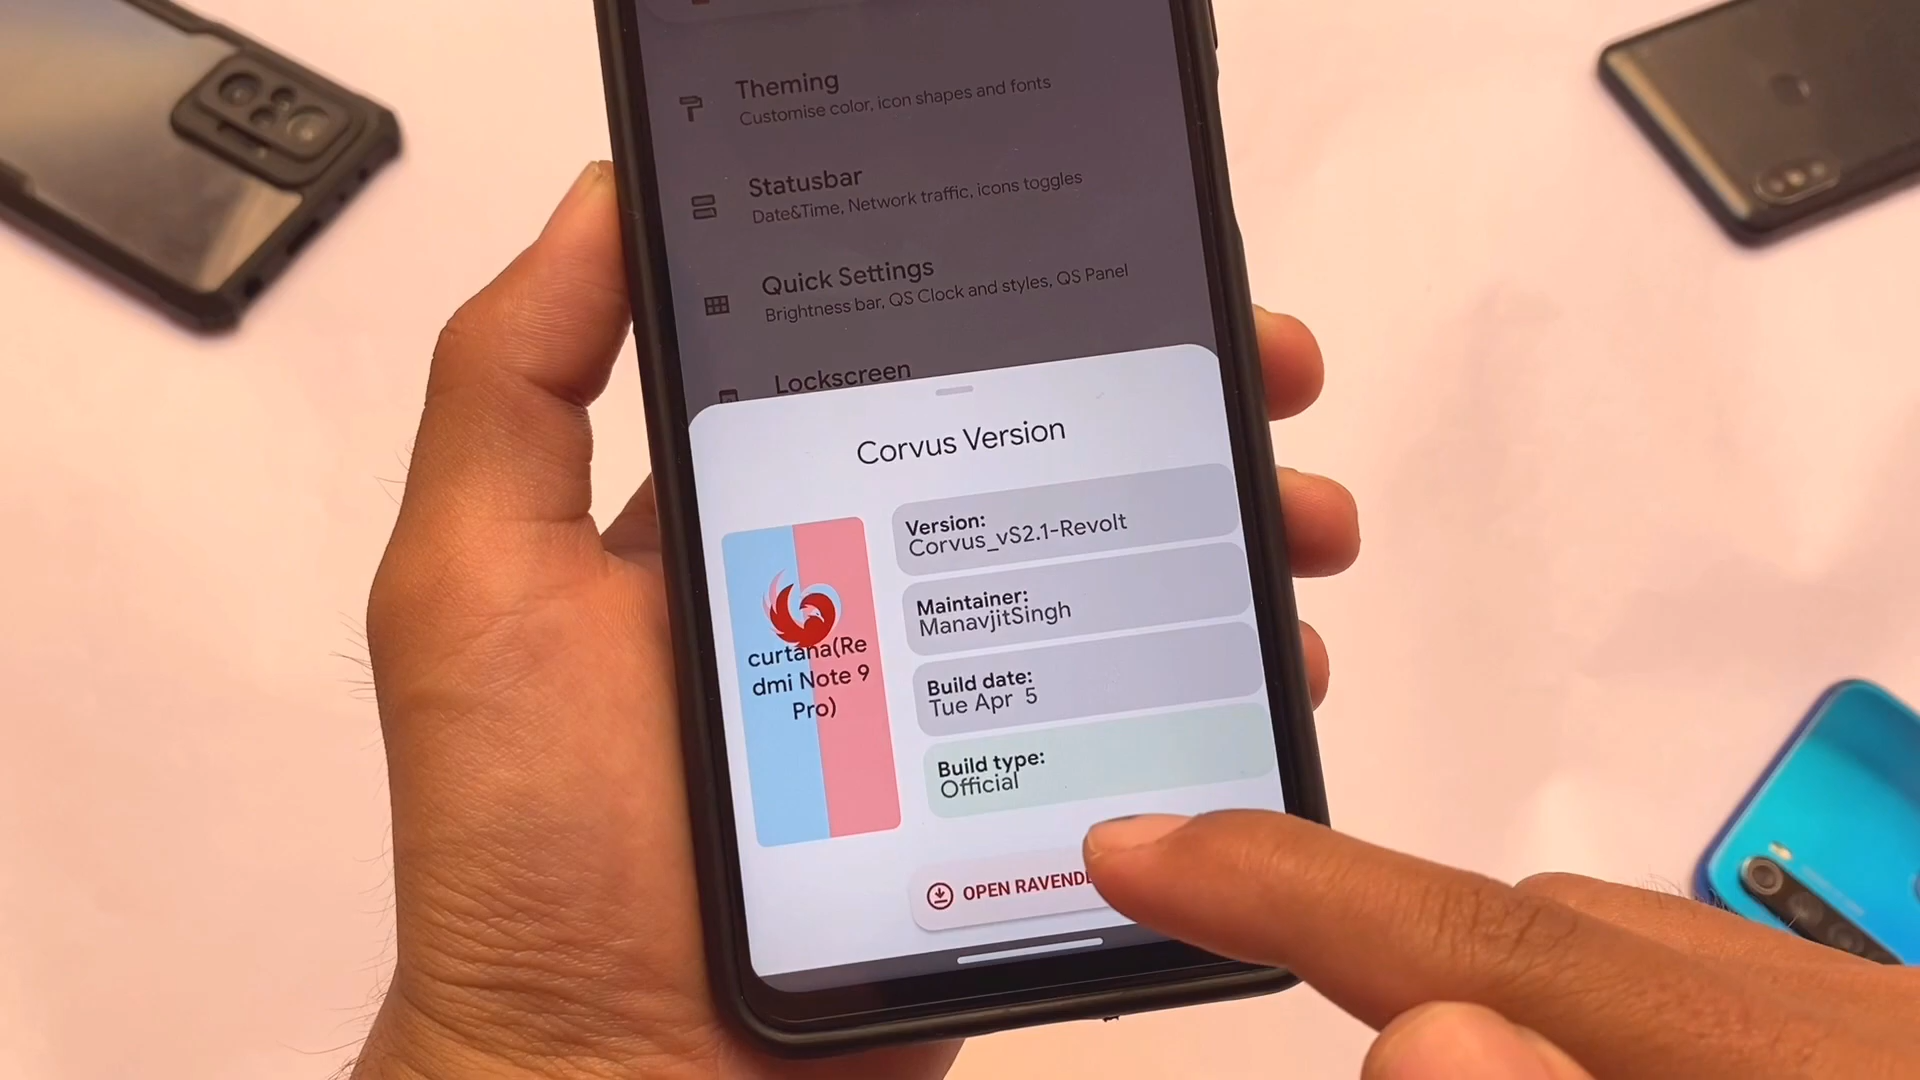 Theming
Customise color, icon shapes and fonts
Statusbar
Date&Time, Network traffic, icons toggles
Quick Settings
Brightness bar, QS Clock and styles, QS Panel
Lockscreen
Corvus Version
curtana(Re
dmi Note 9
Pro)
Version:
Corvus_vS2.1-Revolt
Maintainer:
ManavjitSingh
Build date:
Tue Apr 5
Build type:
Official
OPEN